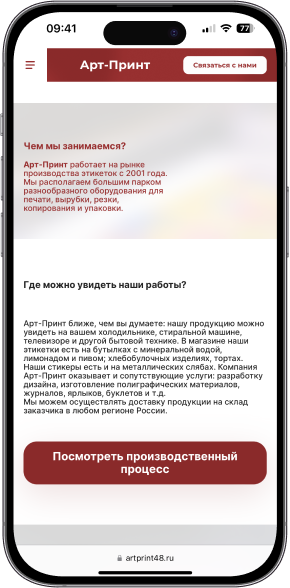 09:41
77
Арт-Принт
Связаться с нами
Чем мы занимаемся?
Арт-Принт работает на рынке
производства этикеток с 2001 года.
Мы располагаем большим парком
разнообразного оборудования для
печати, вырубки, резки,
копирования и упаковки.
Где можно увидеть наши работы?
Арт-Принт ближе, чем вы думаете: нашу продукцию можно
увидеть на вашем холодильнике, стиральной машине,
телевизоре и другой бытовой технике. В магазине наши
этикетки есть на бутылках с минеральной водой,
лимонадом и пивом; хлебобулочных изделиях, тортах.
Наши стикеры есть и на металлических слябах. Компания
Арт-Принт оказывает и сопутствующие услуги: разработку
дизайна, изготовление полиграфических материалов,
журналов, ярлыков, буклетов и т.д.
Мы можем осуществлять доставку продукции на склад
заказчика в любом регионе России.
Посмотреть производственный
процесс
artprint48.ru